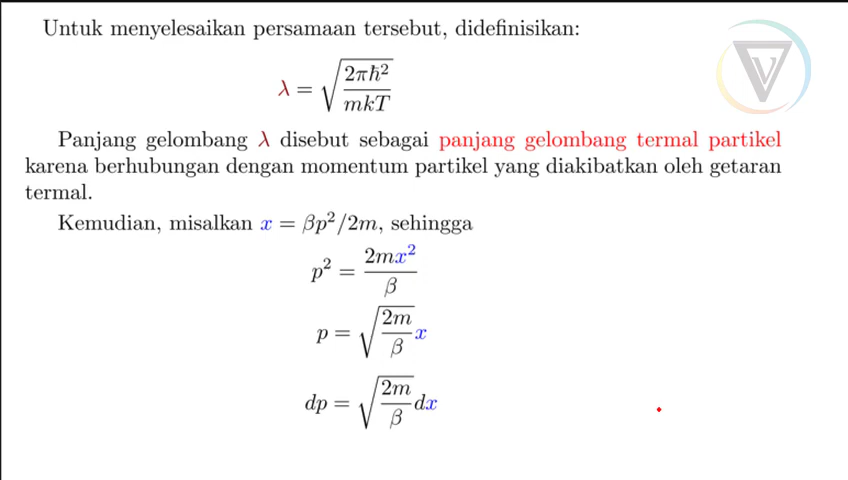 Untuk menyelesaikan persamaan tersebut, didefinisikan:
λ = √(2πℏ²/mkT)
Panjang gelombang λ disebut sebagai panjang gelombang termal partikel
karena berhubungan dengan momentum partikel yang diakibatkan oleh getaran
termal.
Kemudian, misalkan x = βp²/2m, sehingga
p² = 2mx²/β
p = √(2m/β) x
dp = √(2m/β) dx